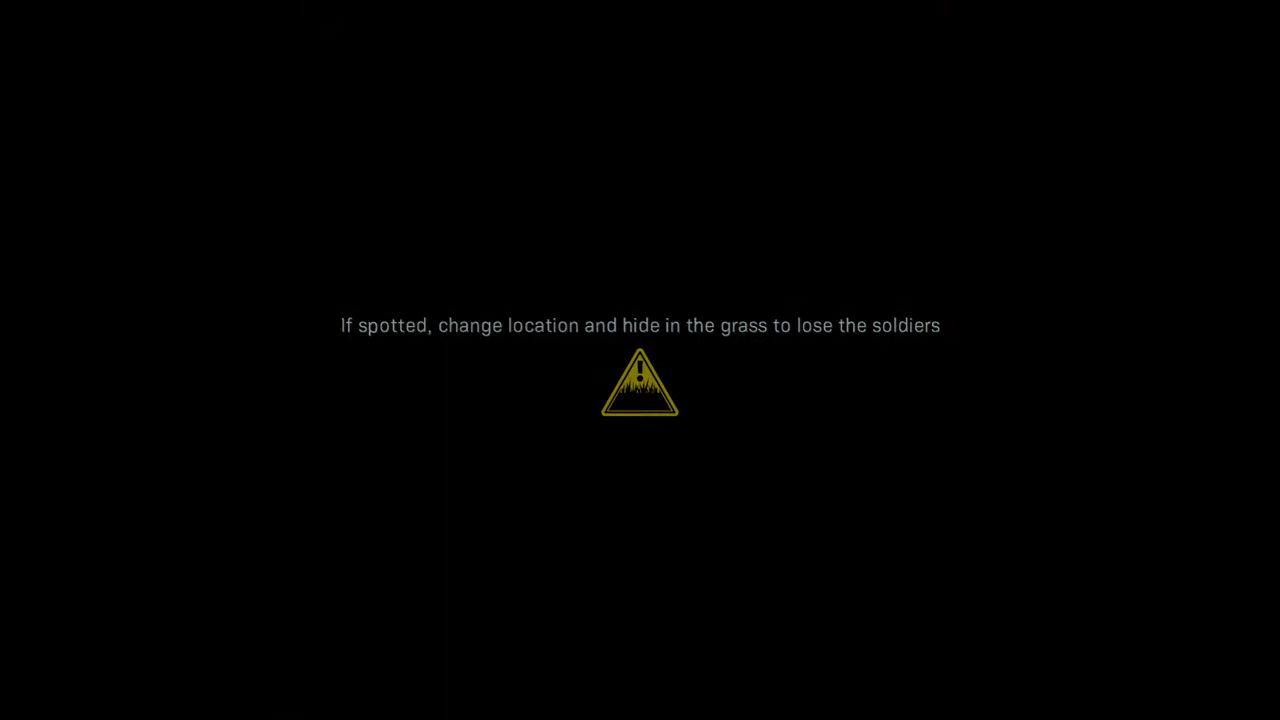 If spotted, change location and hide in the grass to lose the soldiers